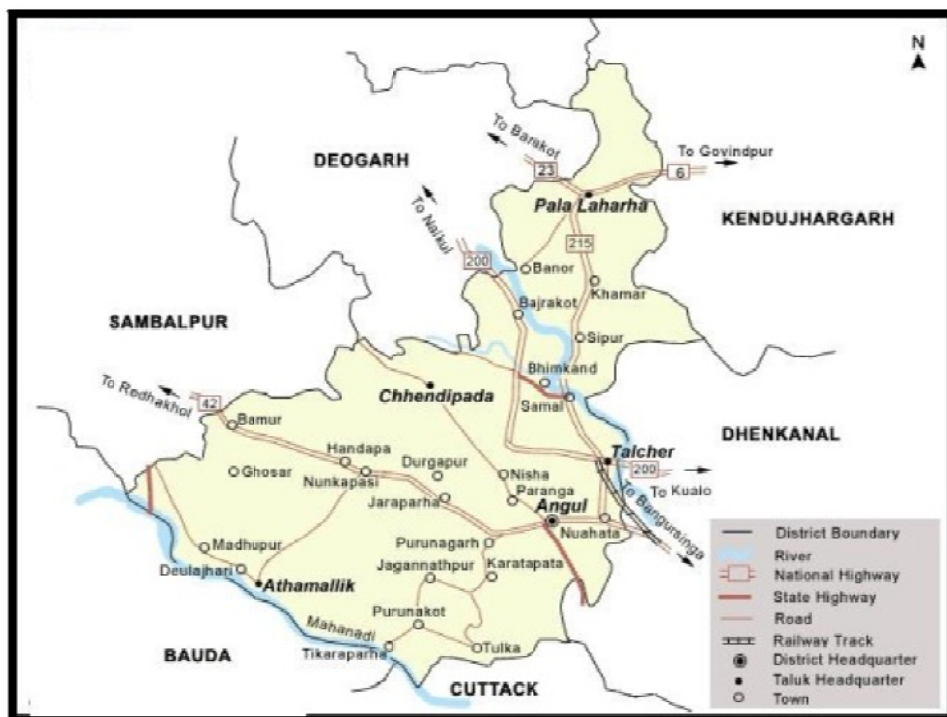 N
To Barakot
To Govindpur
DEOGARH
23
6
Pala Laharha
KENDUJHARGARH
To Naikul
215
200
Banor
Khamar
Bajrakot
SAMBALPUR
Sipur
Bhimkand
To Redhakhol
42
Chhendipada
Samal
Bamur
DHENKANAL
Handapa
Talcher
Ghosar
Durgapur
Nisha
200
Nunkapasi
To Kualo
Paranga
To Bangursinga
Jaraparha
Angul
Nuahata
Purunagarh
Madhupur
Jagannathpur
Karatapata
Deulajhari
Athamallik
Purunakot
Mahanadi
Tikaraparha
Tulka
BAUDA
CUTTACK
District Boundary
River
National Highway
State Highway
Road
Railway Track
District Headquarter
Taluk Headquarter
Town